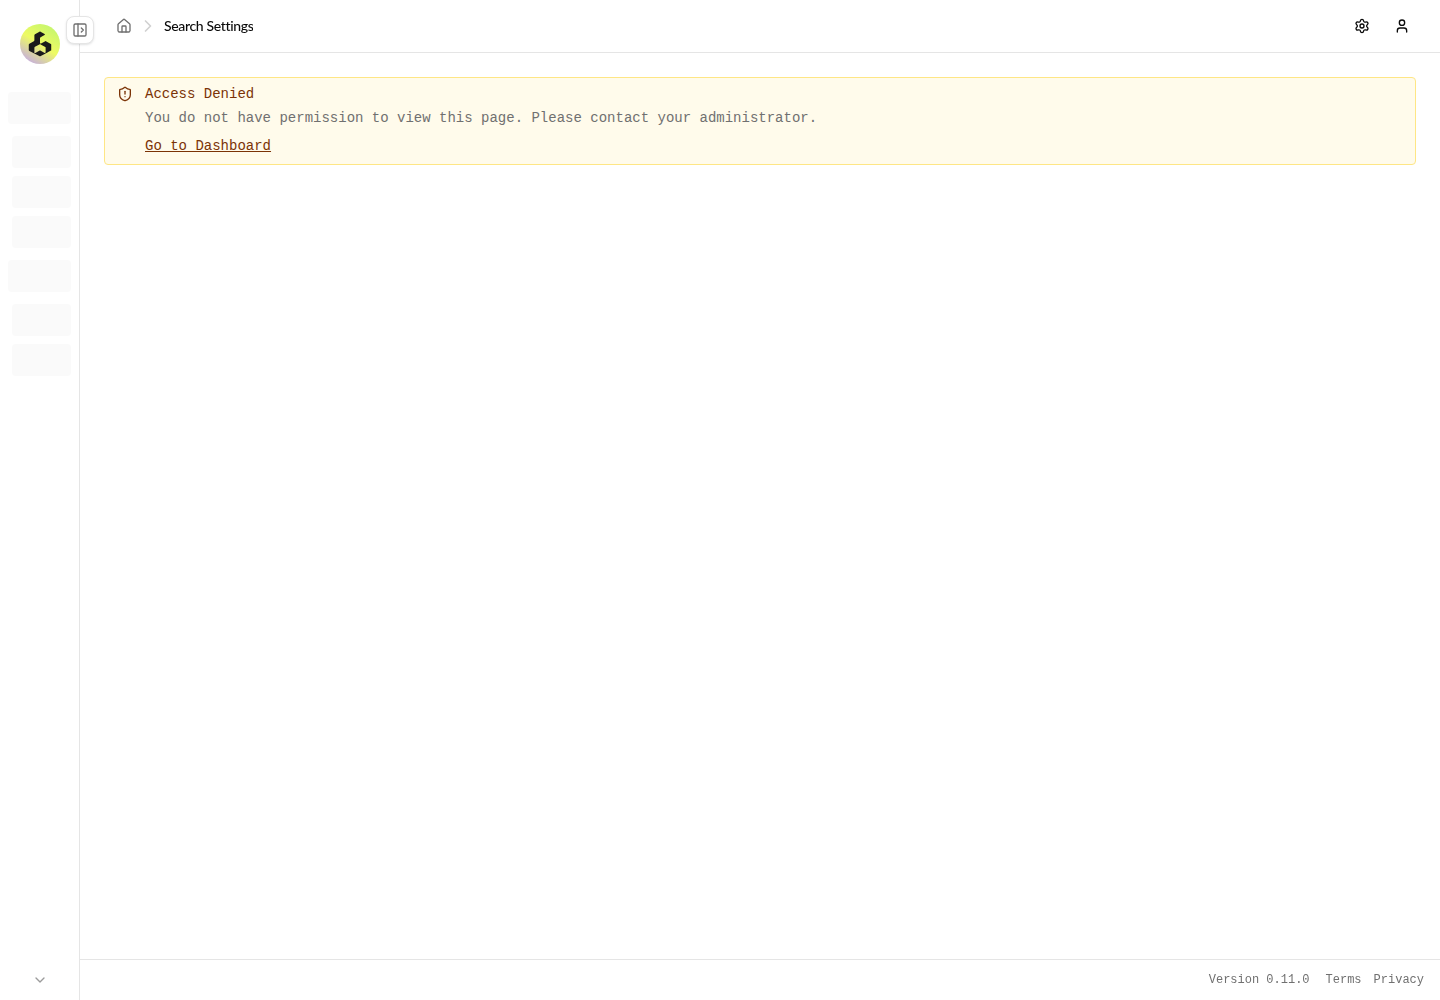 Search Settings
Access Denied
You do not have permission to view this page. Please contact your administrator.
Go to Dashboard
Version 0.11.0 Terms Privacy